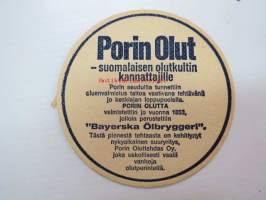 Porin Olut
– suomalaisen olutkultin
kannattajille
Porin seudulla tunnettiin
oluenvalmistus taitoa vaativana tehtävänä
jo keskiajan loppupuolella.
PORIN OLUTTA
valmistettiin jo vuonna 1853,
jolloin perustettiin
"Bayerska Ölbryggeri".
Tästä pienestä tehtaasta on kehittynyt
nykyaikainen suuryritys,
Porin Oluttehdas Oy,
joka uskollisesti vaalii
vanhoja
olutperinteitä.